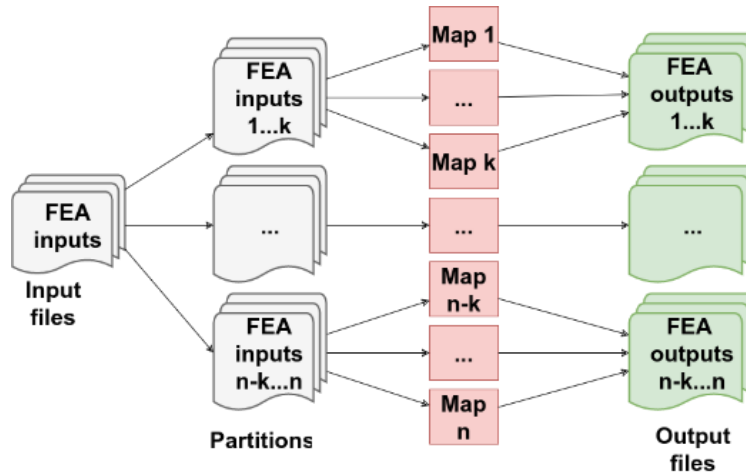 FEA
inputs
Input
files
FEA
inputs
1...k
...
FEA
inputs
n-k...n
Partitions
Map 1
...
Map k
...
Map
n-k
...
Map
n
FEA
outputs
1...k
...
FEA
outputs
n-k...n
Output
files